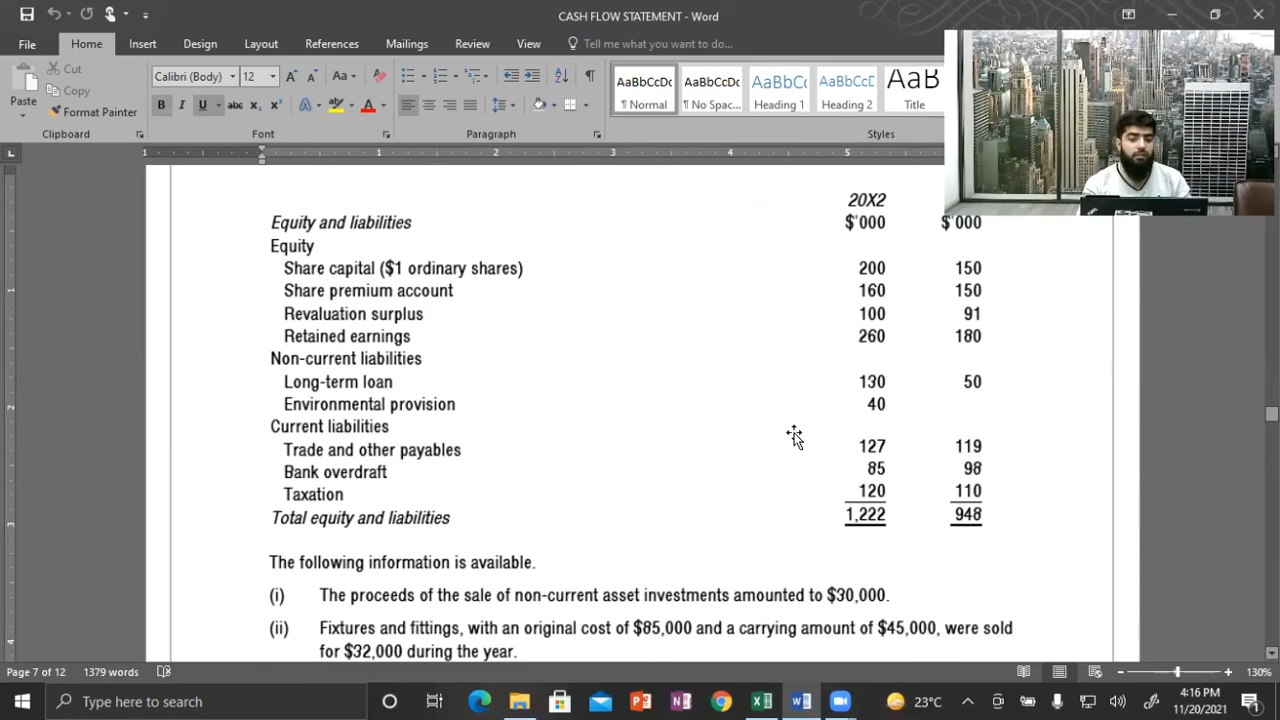 CASH FLOW STATEMENT - Word
File Home Insert Design Layout References Mailings Review View Tell me what you want to do...
Paste
Cut
Copy
Format Painter
Clipboard
Calibri (Body) 12
Font
Paragraph
AaBbCcDc AaBbCcDc AaBbCc AaBbCcE AaB
¶ Normal ¶ No Spac... Heading 1 Heading 2 Title
Styles
1 1 2 3 4 5
20X2
Equity and liabilities $'000 $'000
Equity
Share capital ($1 ordinary shares) 200 150
Share premium account 160 150
Revaluation surplus 100 91
Retained earnings 260 180
Non-current liabilities
Long-term loan 130 50
Environmental provision 40
Current liabilities
Trade and other payables 127 119
Bank overdraft 85 98
Taxation 120 110
Total equity and liabilities 1,222 948
The following information is available.
(i) The proceeds of the sale of non-current asset investments amounted to $30,000.
(ii) Fixtures and fittings, with an original cost of $85,000 and a carrying amount of $45,000, were sold
for $32,000 during the year.
Page 7 of 12 1379 words 130%
Type here to search 23°C 4:16 PM
11/20/2021